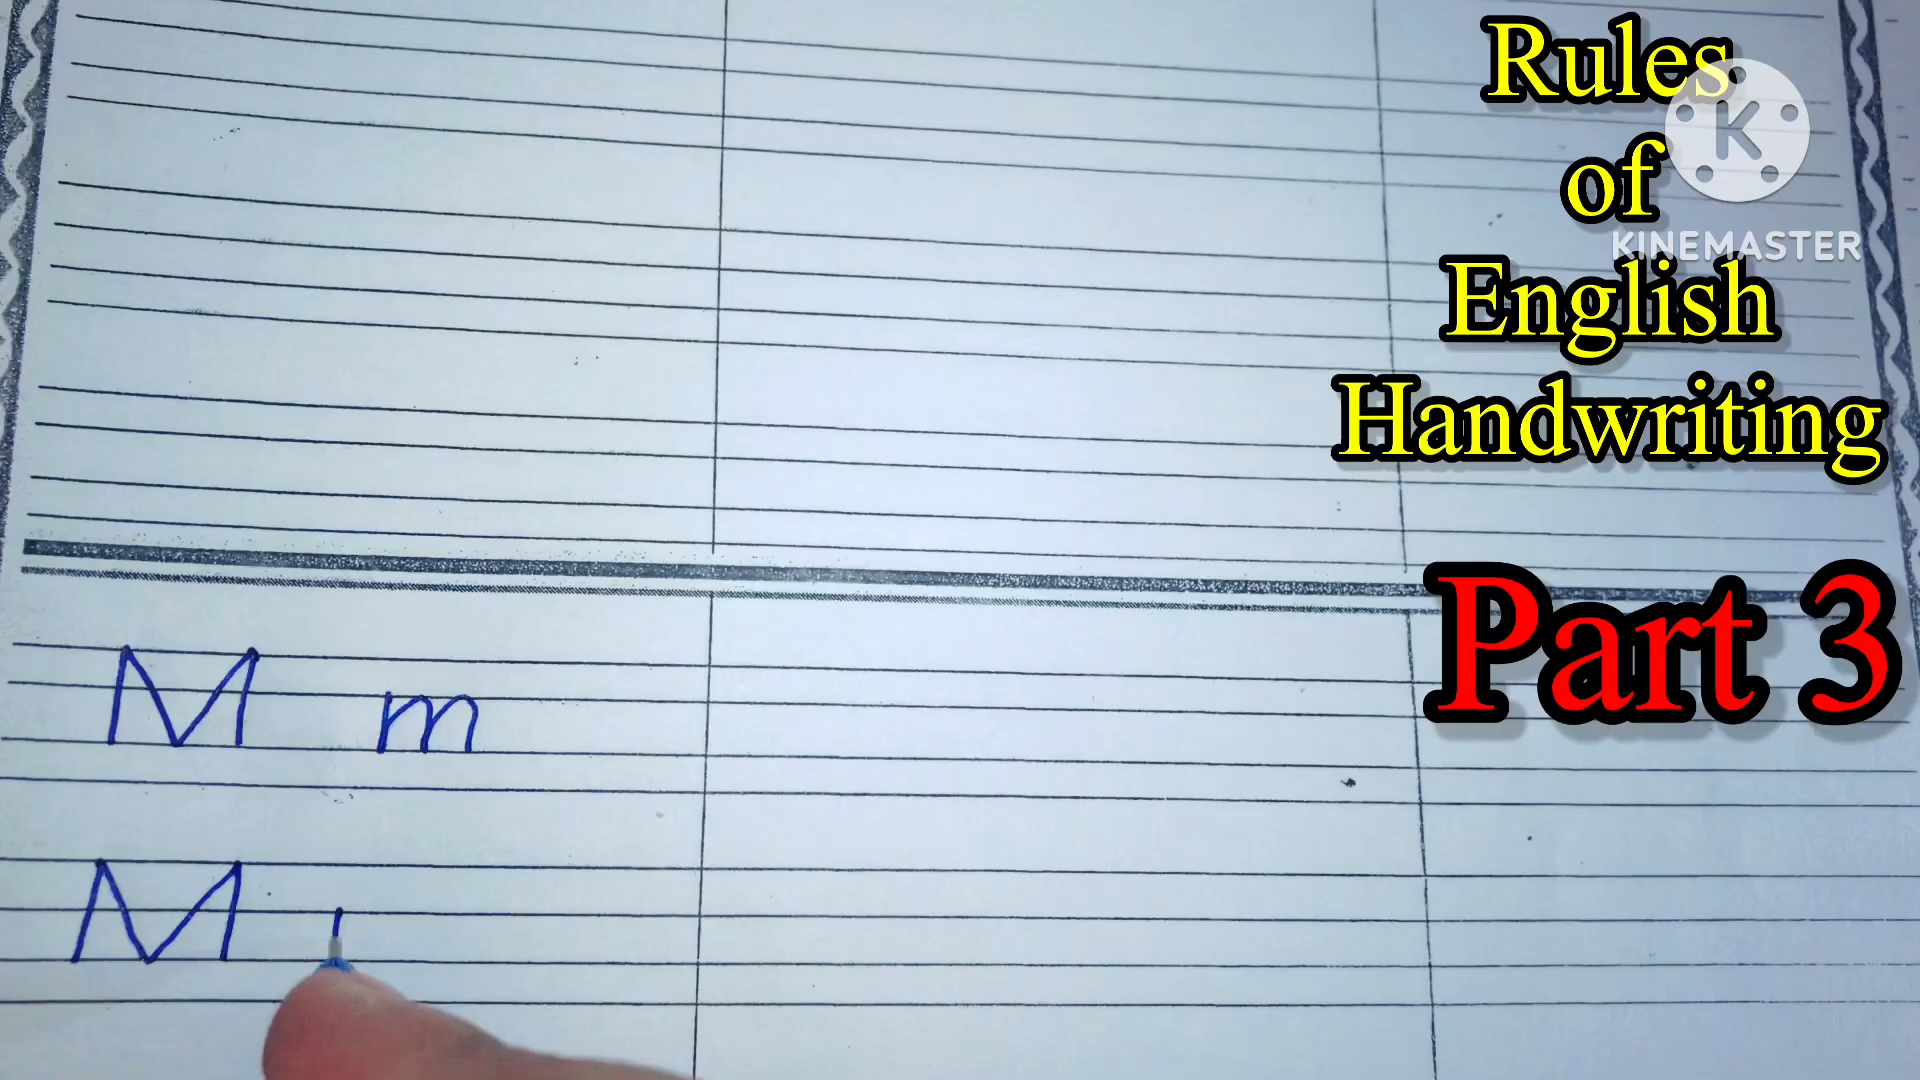 Rules
of
KINEMASTER
English
Handwriting
Part 3
M m
M